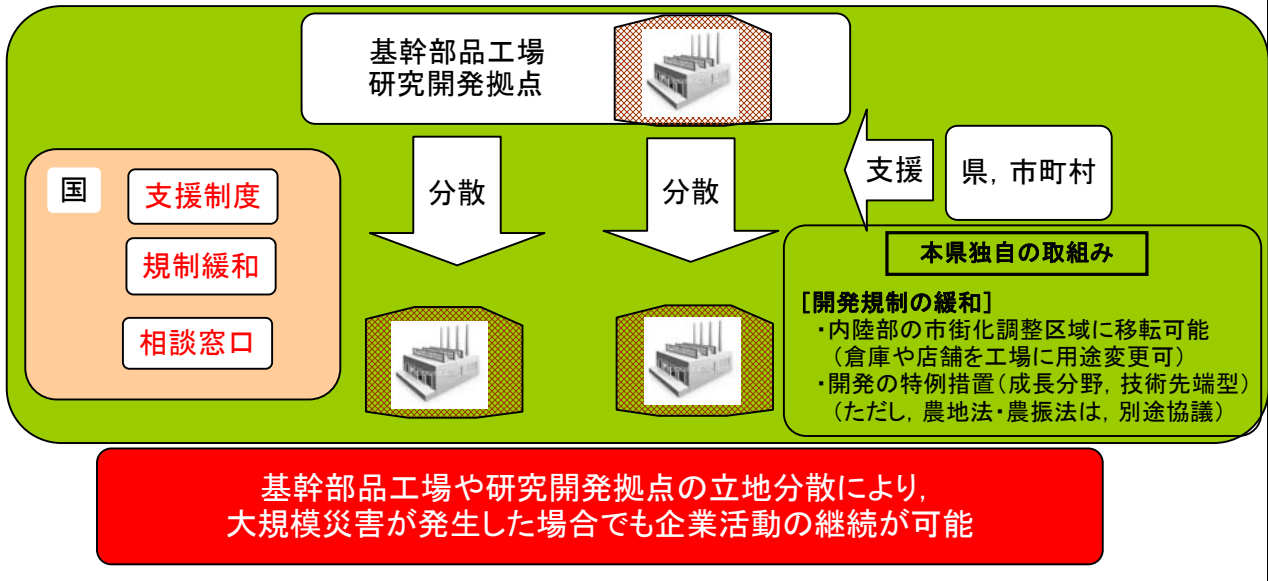 基幹部品工場
研究開発拠点
分散
分散
支援
県，市町村
国
支援制度
規制緩和
相談窓口
本県独自の取組み
[開発規制の緩和]
・内陸部の市街化調整区域に移転可能
（倉庫や店舗を工場に用途変更可）
・開発の特例措置（成長分野，技術先端型）
（ただし，農地法・農振法は，別途協議）
基幹部品工場や研究開発拠点の立地分散により，
大規模災害が発生した場合でも企業活動の継続が可能